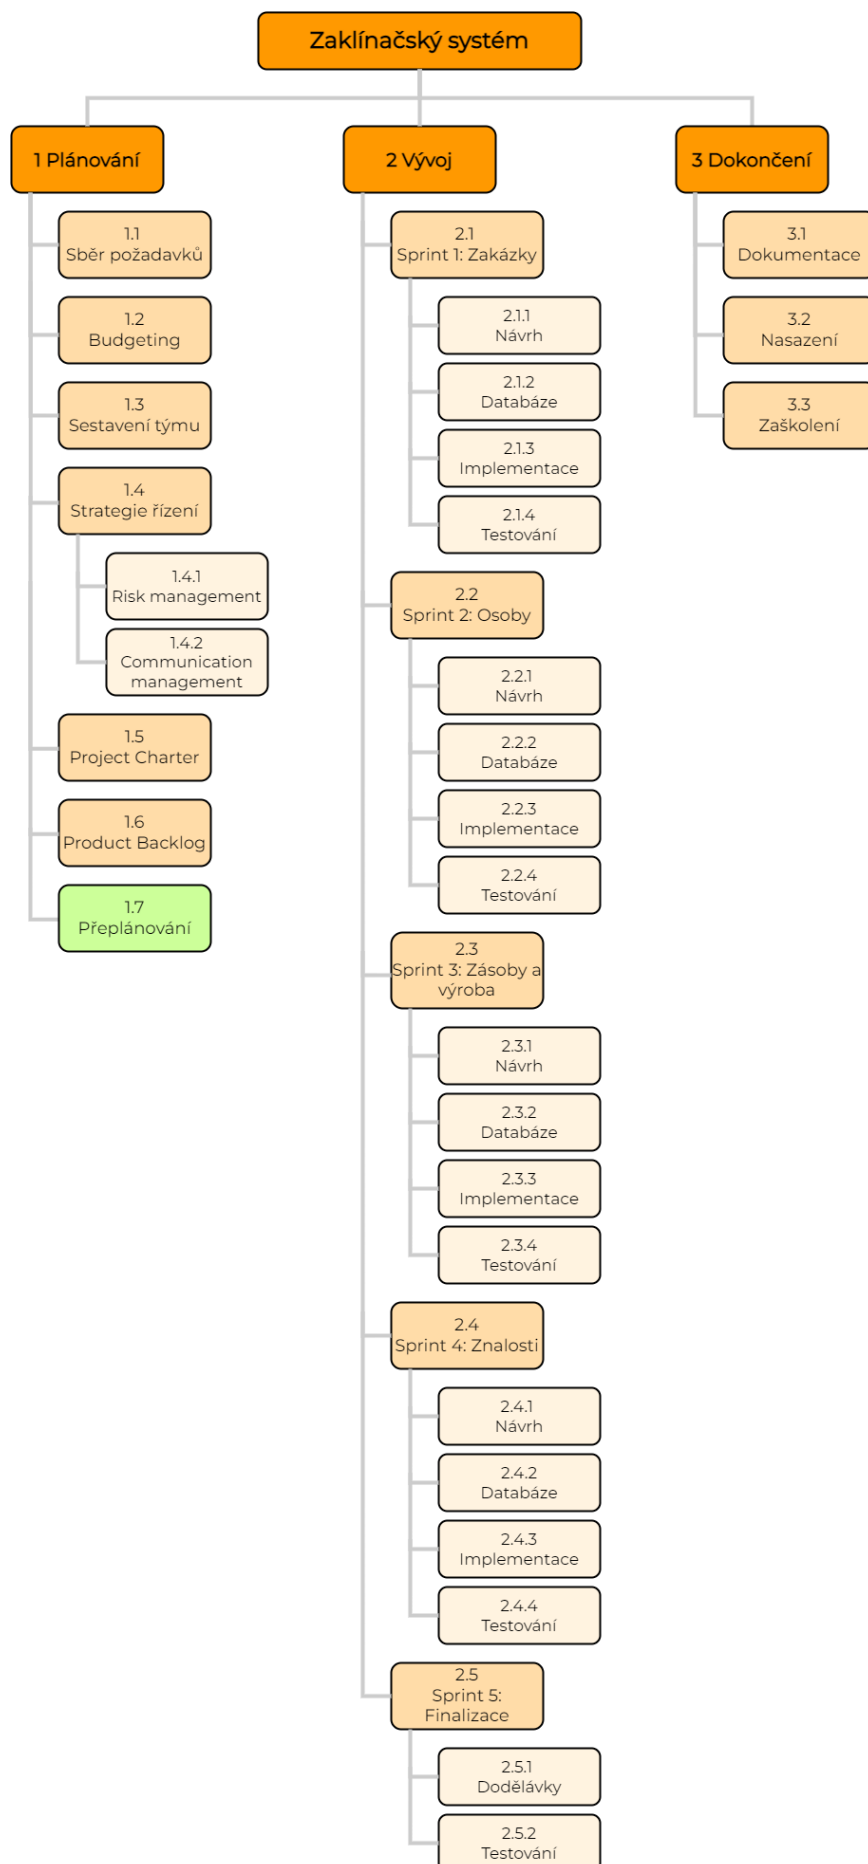 Zaklínačský systém
1 Plánování
1.1
Sběr požadavků
1.2
Budgeting
1.3
Sestavení týmu
1.4
Strategie řízení
1.4.1
Risk management
1.4.2
Communication
management
1.5
Project Charter
1.6
Product Backlog
1.7
Přeplánování
2 Vývoj
2.1
Sprint 1: Zakázky
2.1.1
Návrh
2.1.2
Databáze
2.1.3
Implementace
2.1.4
Testování
2.2
Sprint 2: Osoby
2.2.1
Návrh
2.2.2
Databáze
2.2.3
Implementace
2.2.4
Testování
2.3
Sprint 3: Zásoby a
výroba
2.3.1
Návrh
2.3.2
Databáze
2.3.3
Implementace
2.3.4
Testování
2.4
Sprint 4: Znalosti
2.4.1
Návrh
2.4.2
Databáze
2.4.3
Implementace
2.4.4
Testování
2.5
Sprint 5:
Finalizace
2.5.1
Dodělávky
2.5.2
Testování
3 Dokončení
3.1
Dokumentace
3.2
Nasazení
3.3
Zaškolení